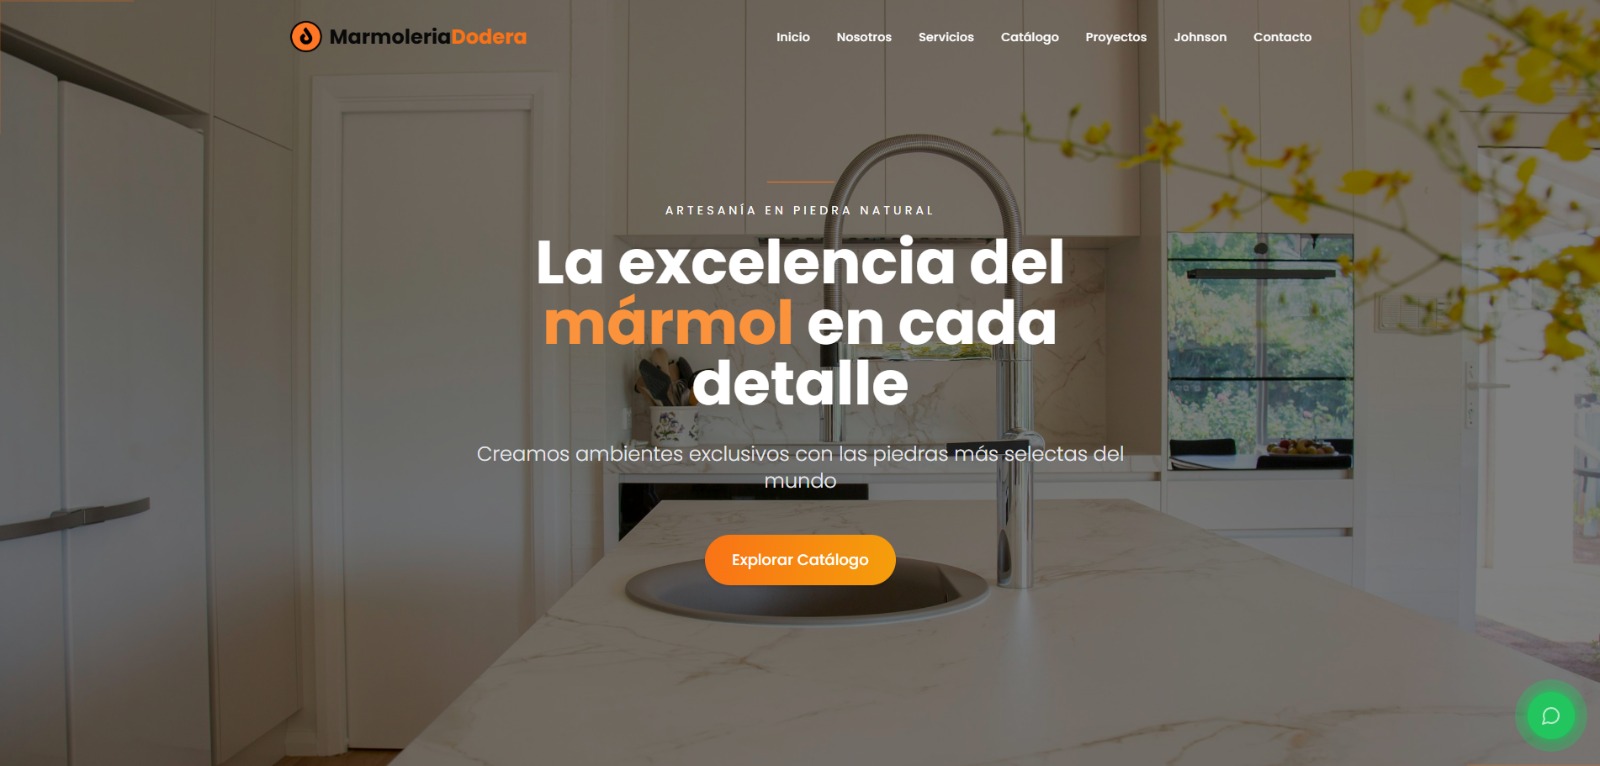 MarmoleriaDodera
Inicio Nosotros Servicios Catálogo Proyectos Johnson Contacto
ARTESANÍA EN PIEDRA NATURAL
La excelencia del
mármol en cada
detalle
Creamos ambientes exclusivos con las piedras más selectas del
mundo
Explorar Catálogo